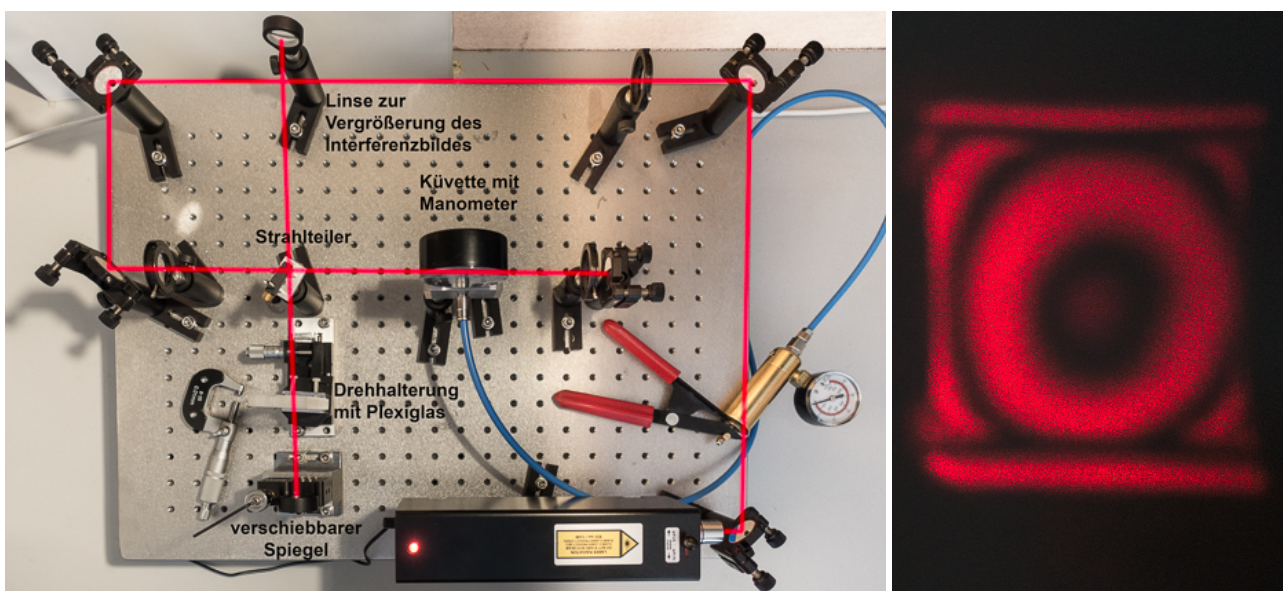 Linse zur
Vergrößerung des
Interferenzbildes
Küvette mit
Manometer
Strahlteiler
Drehhalterung
mit Plexiglas
verschiebbarer
Spiegel